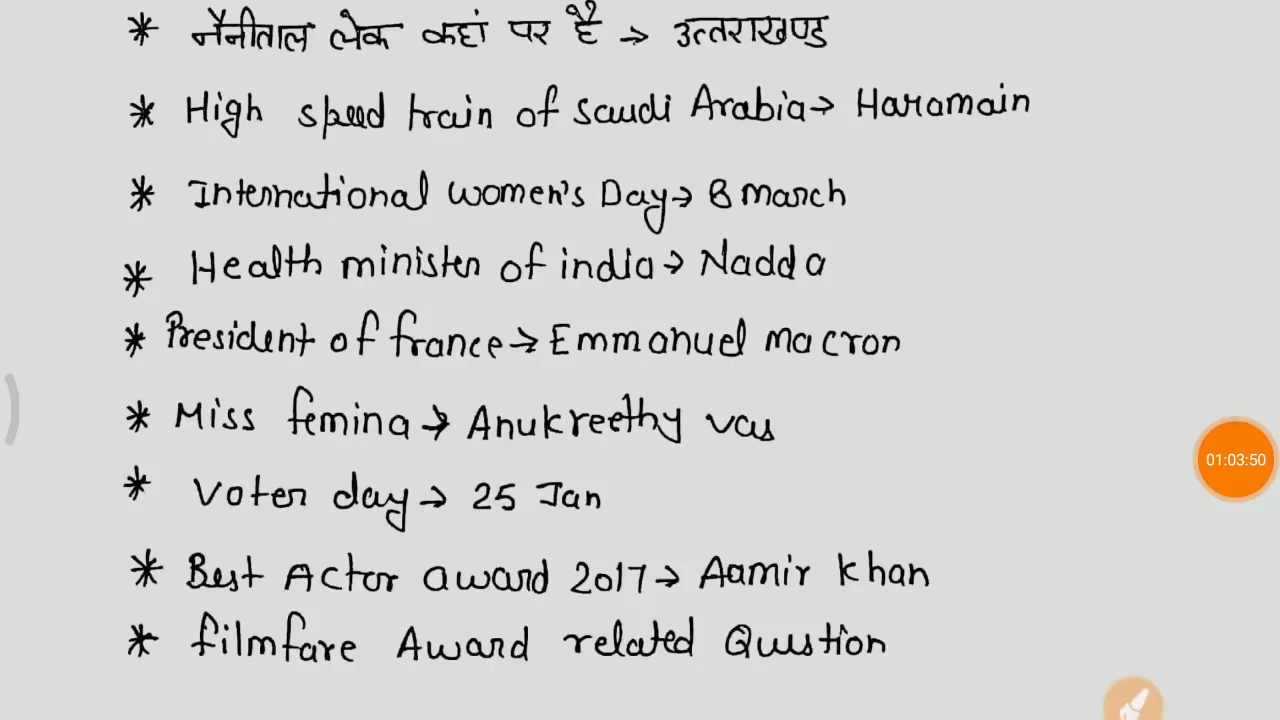 * नैनीताल लेक कहां पर है → उत्तराखण्ड
* High speed train of Saudi Arabia → Haramain
* International Women's Day → 8 March
* Health minister of india → Nadda
* President of france → Emmanuel macron
* Miss femina → Anukreethy vas
01:03:50
* Voter day → 25 Jan
* Best Actor award 2017 → Aamir Khan
* filmfare Award related Question